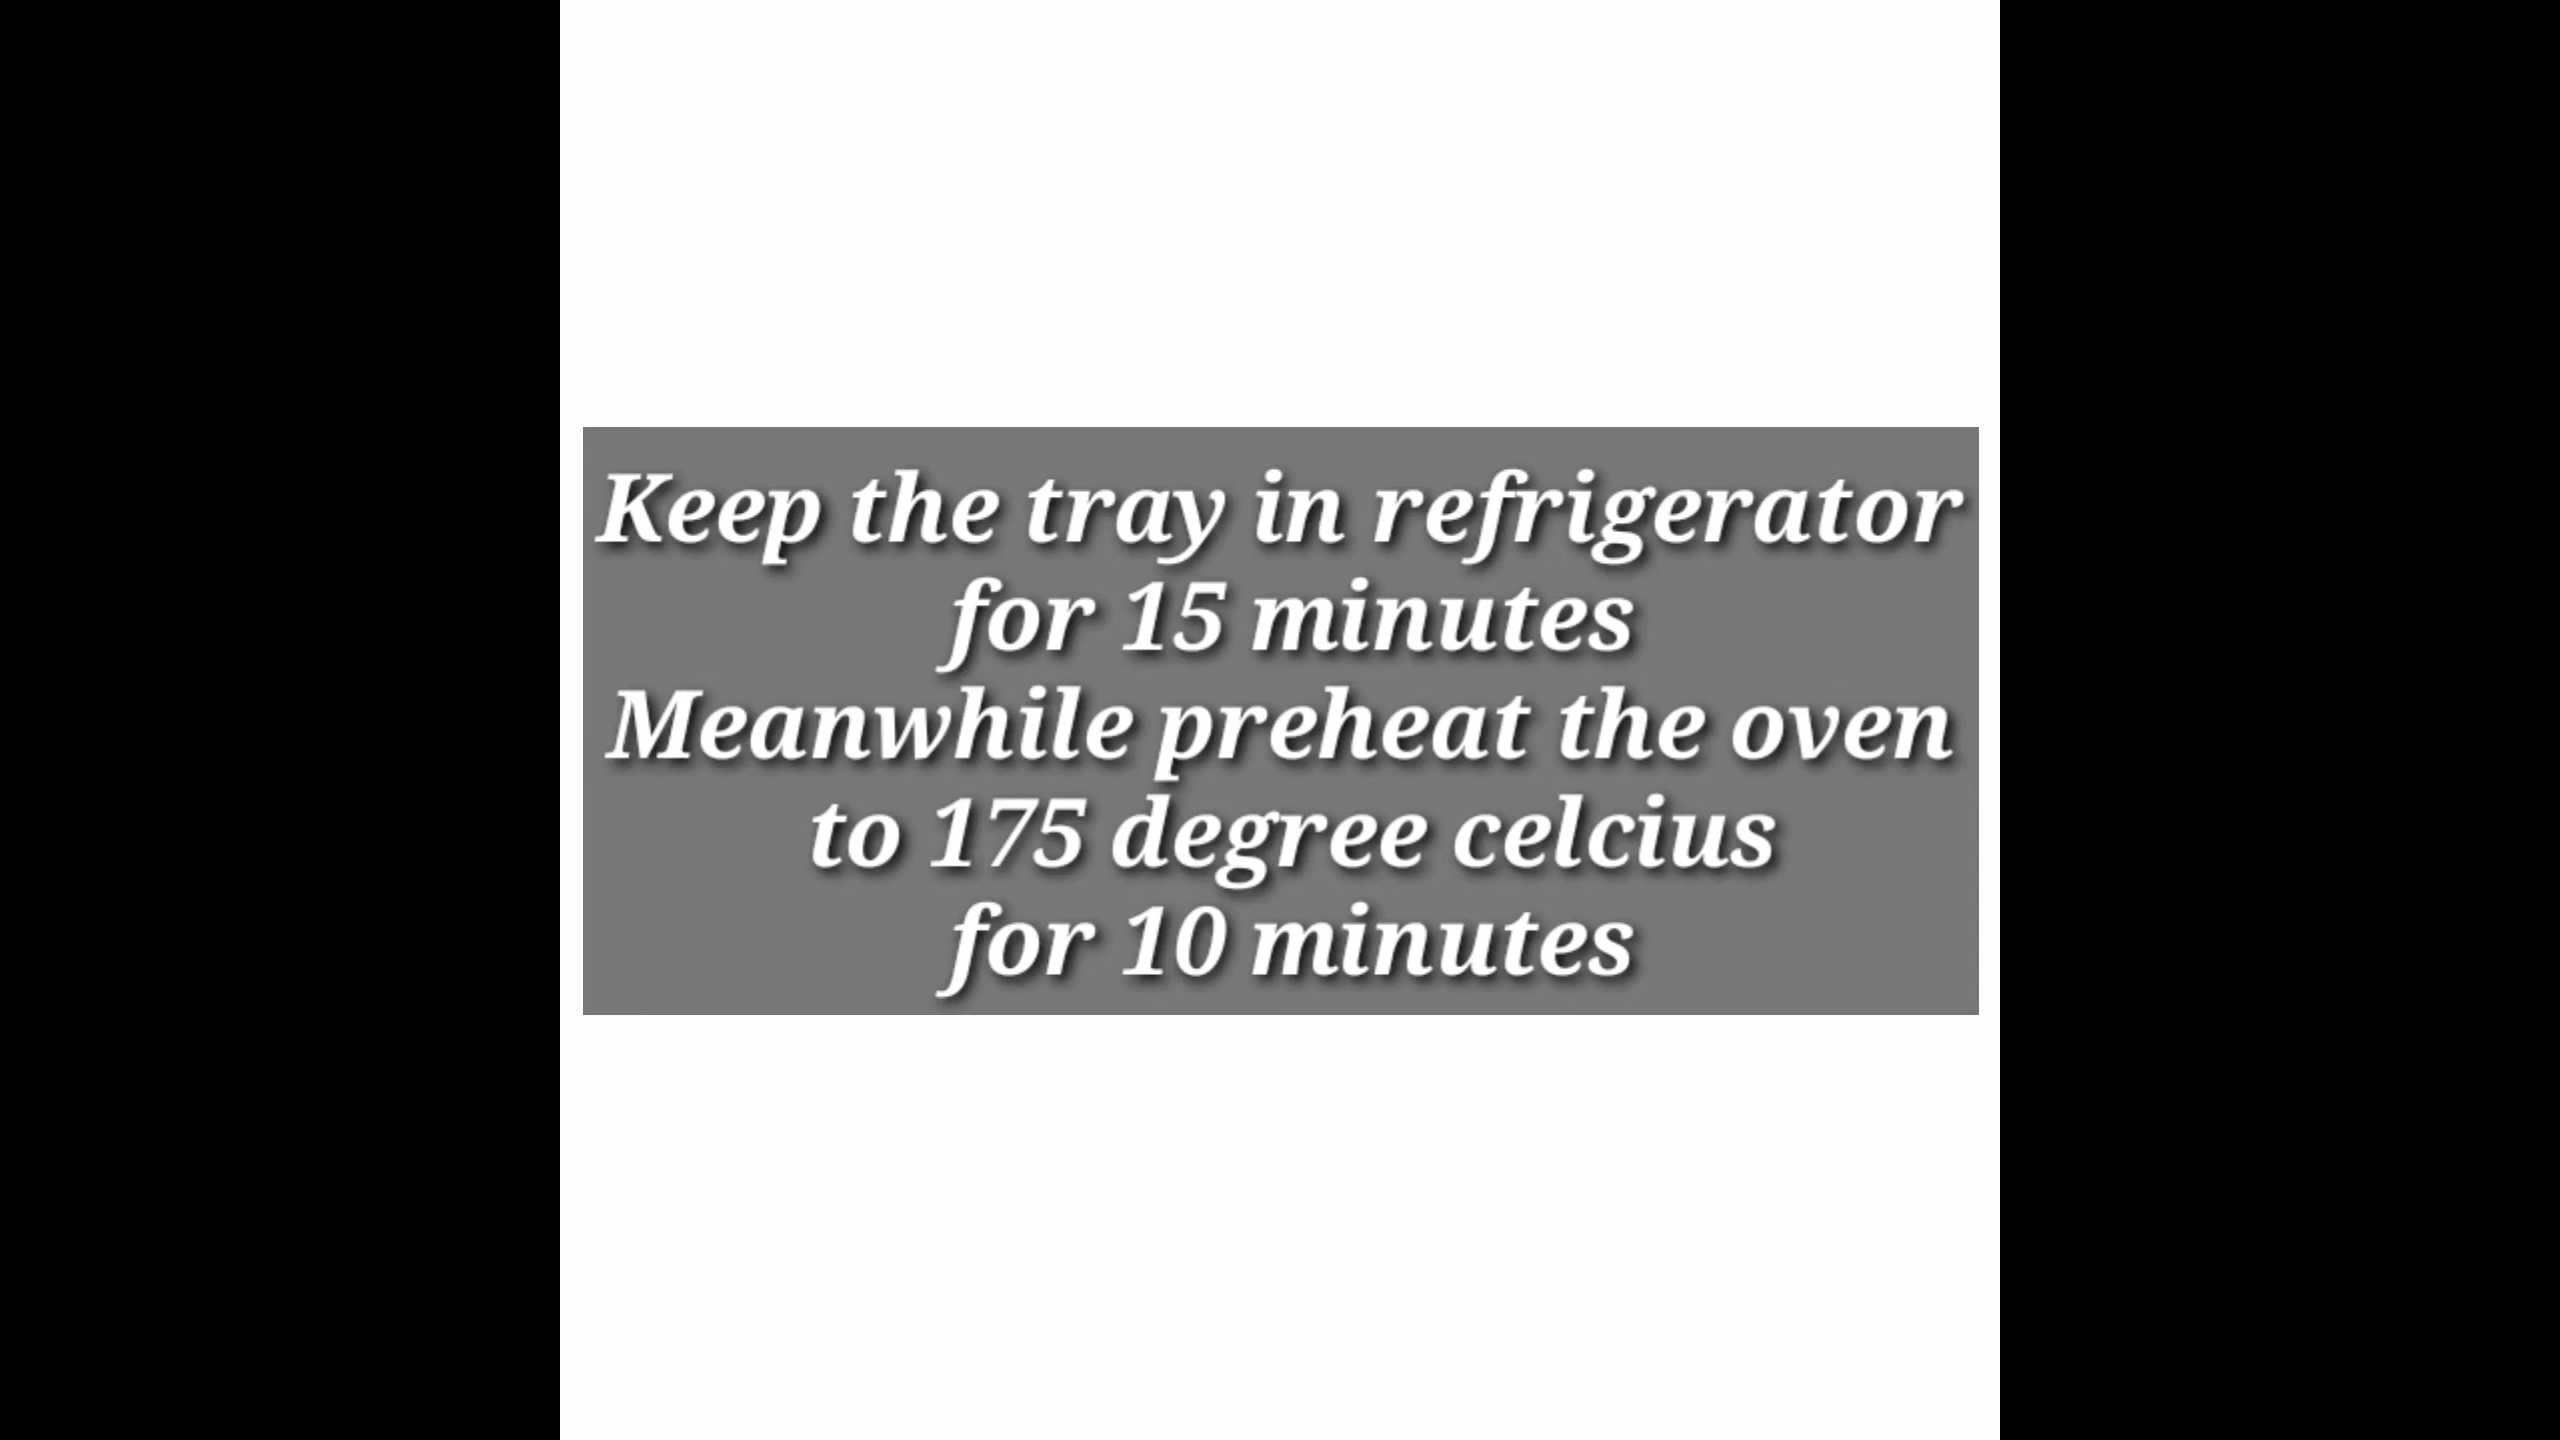 Keep the tray in refrigerator
for 15 minutes
Meanwhile preheat the oven
to 175 degree celcius
for 10 minutes